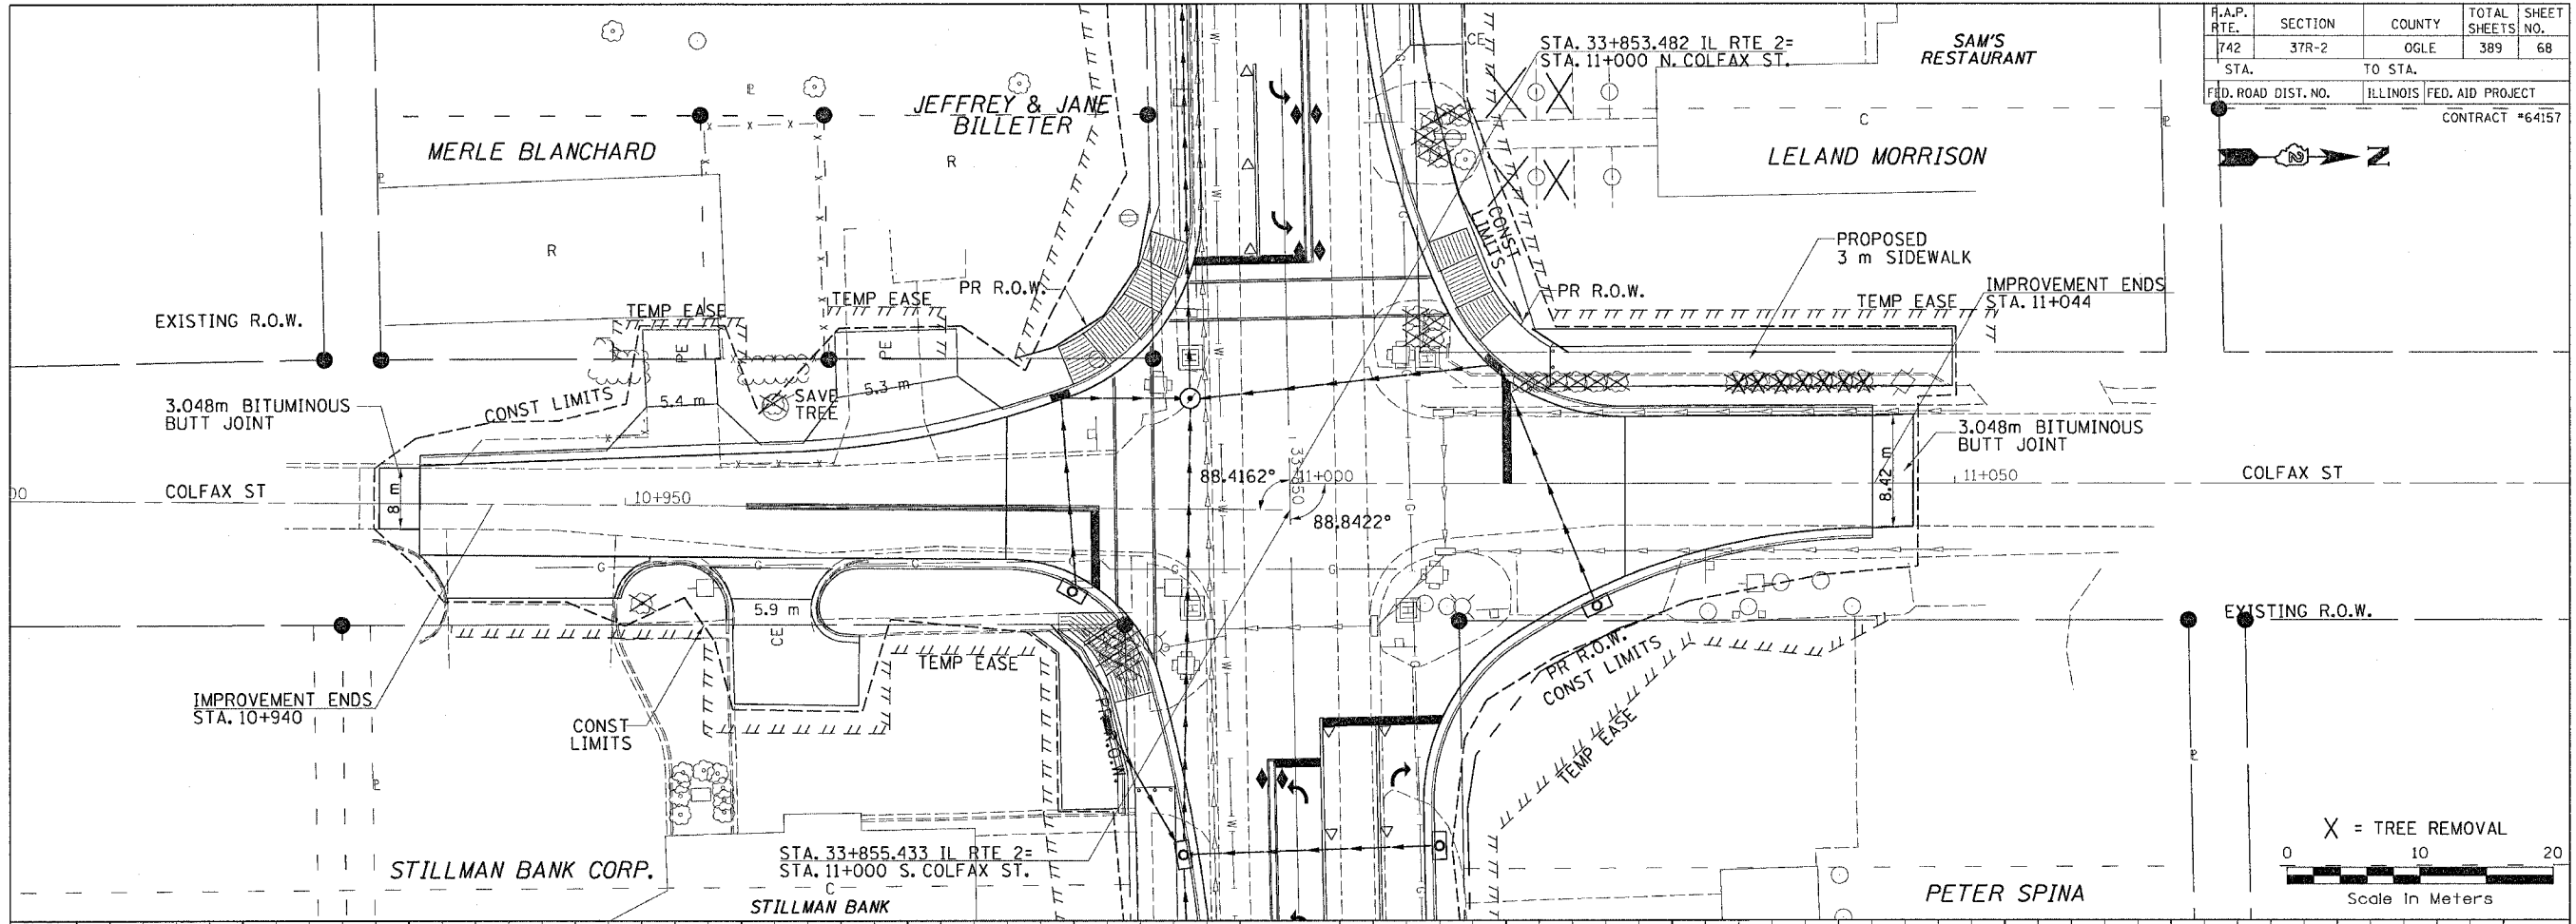 F.A.P. RTE. SECTION COUNTY TOTAL SHEETS SHEET NO.
742 37R-2 OGLE 389 68
STA. TO STA.
FED. ROAD DIST. NO. ILLINOIS FED. AID PROJECT
CONTRACT #64157
2
N
STA. 33+853.482 IL RTE 2=
STA. 11+000 N. COLFAX ST.
SAM'S
RESTAURANT
CE
JEFFREY & JANE
BILLETER
MERLE BLANCHARD
LELAND MORRISON
C
R
R
CONST
LIMITS
PROPOSED
3 m SIDEWALK
PR R.O.W.
PR R.O.W.
IMPROVEMENT ENDS
STA. 11+044
TEMP EASE
TEMP EASE
TEMP EASE
EXISTING R.O.W.
PE
PE
5.4 m
5.3 m
SAVE
TREE
CONST LIMITS
3.048m BITUMINOUS
BUTT JOINT
3.048m BITUMINOUS
BUTT JOINT
8 m
8.42 m
COLFAX ST
10+950
88.4162°
33+850
11+000
88.8422°
11+050
COLFAX ST
00
5.9 m
CE
TEMP EASE
EXISTING R.O.W.
PR R.O.W.
CONST LIMITS
TEMP EASE
PR R.O.W.
IMPROVEMENT ENDS
STA. 10+940
CONST
LIMITS
STA. 33+855.433 IL RTE 2=
STA. 11+000 S. COLFAX ST.
STILLMAN BANK CORP.
C
STILLMAN BANK
PETER SPINA
X = TREE REMOVAL
0 10 20
Scale In Meters